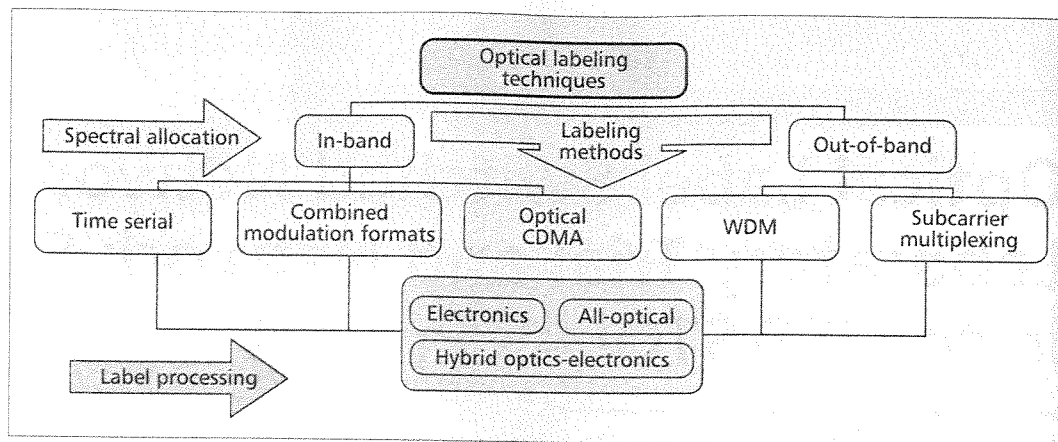 Optical labeling
techniques
Spectral allocation
In-band
Labeling
methods
Out-of-band
Time serial
Combined
modulation formats
Optical
CDMA
WDM
Subcarrier
multiplexing
Electronics
All-optical
Hybrid optics-electronics
Label processing